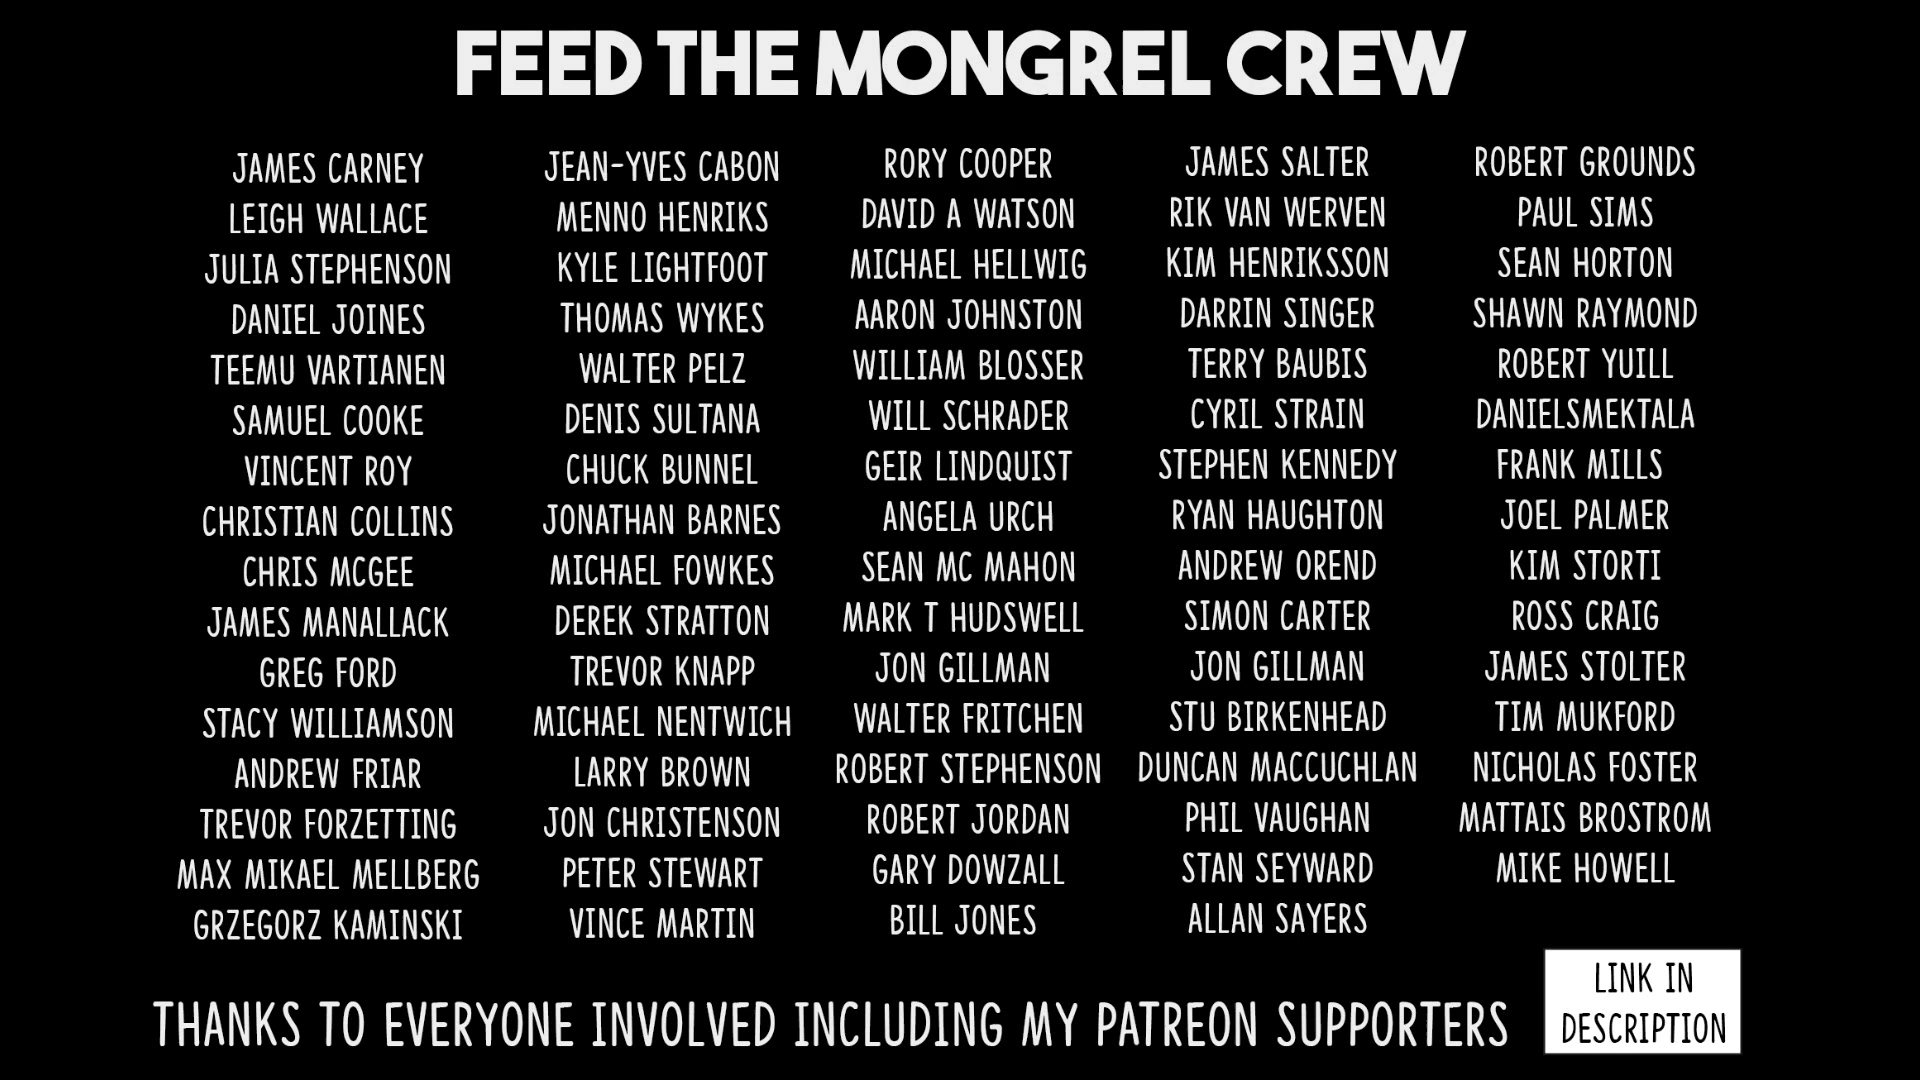 FEED THE MONGREL CREW
JAMES CARNEY
LEIGH WALLACE
JULIA STEPHENSON
DANIEL JOINES
TEEMU VARTIANEN
SAMUEL COOKE
VINCENT ROY
CHRISTIAN COLLINS
CHRIS MCGEE
JAMES MANALLACK
GREG FORD
STACY WILLIAMSON
ANDREW FRIAR
TREVOR FORZETTING
MAX MIKAEL MELLBERG
GRZEGORZ KAMINSKI
JEAN-YVES CABON
MENNO HENRIKS
KYLE LIGHTFOOT
THOMAS WYKES
WALTER PELZ
DENIS SULTANA
CHUCK BUNNEL
JONATHAN BARNES
MICHAEL FOWKES
DEREK STRATTON
TREVOR KNAPP
MICHAEL NENTWICH
LARRY BROWN
JON CHRISTENSON
PETER STEWART
VINCE MARTIN
RORY COOPER
DAVID A WATSON
MICHAEL HELLWIG
AARON JOHNSTON
WILLIAM BLOSSER
WILL SCHRADER
GEIR LINDQUIST
ANGELA URCH
SEAN MC MAHON
MARK T HUDSWELL
JON GILLMAN
WALTER FRITCHEN
ROBERT STEPHENSON
ROBERT JORDAN
GARY DOWZALL
BILL JONES
JAMES SALTER
RIK VAN WERVEN
KIM HENRIKSSON
DARRIN SINGER
TERRY BAUBIS
CYRIL STRAIN
STEPHEN KENNEDY
RYAN HAUGHTON
ANDREW OREND
SIMON CARTER
JON GILLMAN
STU BIRKENHEAD
DUNCAN MACCUCHLAN
PHIL VAUGHAN
STAN SEYWARD
ALLAN SAYERS
ROBERT GROUNDS
PAUL SIMS
SEAN HORTON
SHAWN RAYMOND
ROBERT YUILL
DANIELSMEKTALA
FRANK MILLS
JOEL PALMER
KIM STORTI
ROSS CRAIG
JAMES STOLTER
TIM MUKFORD
NICHOLAS FOSTER
MATTAIS BROSTROM
MIKE HOWELL
THANKS TO EVERYONE INVOLVED INCLUDING MY PATREON SUPPORTERS
LINK IN
DESCRIPTION